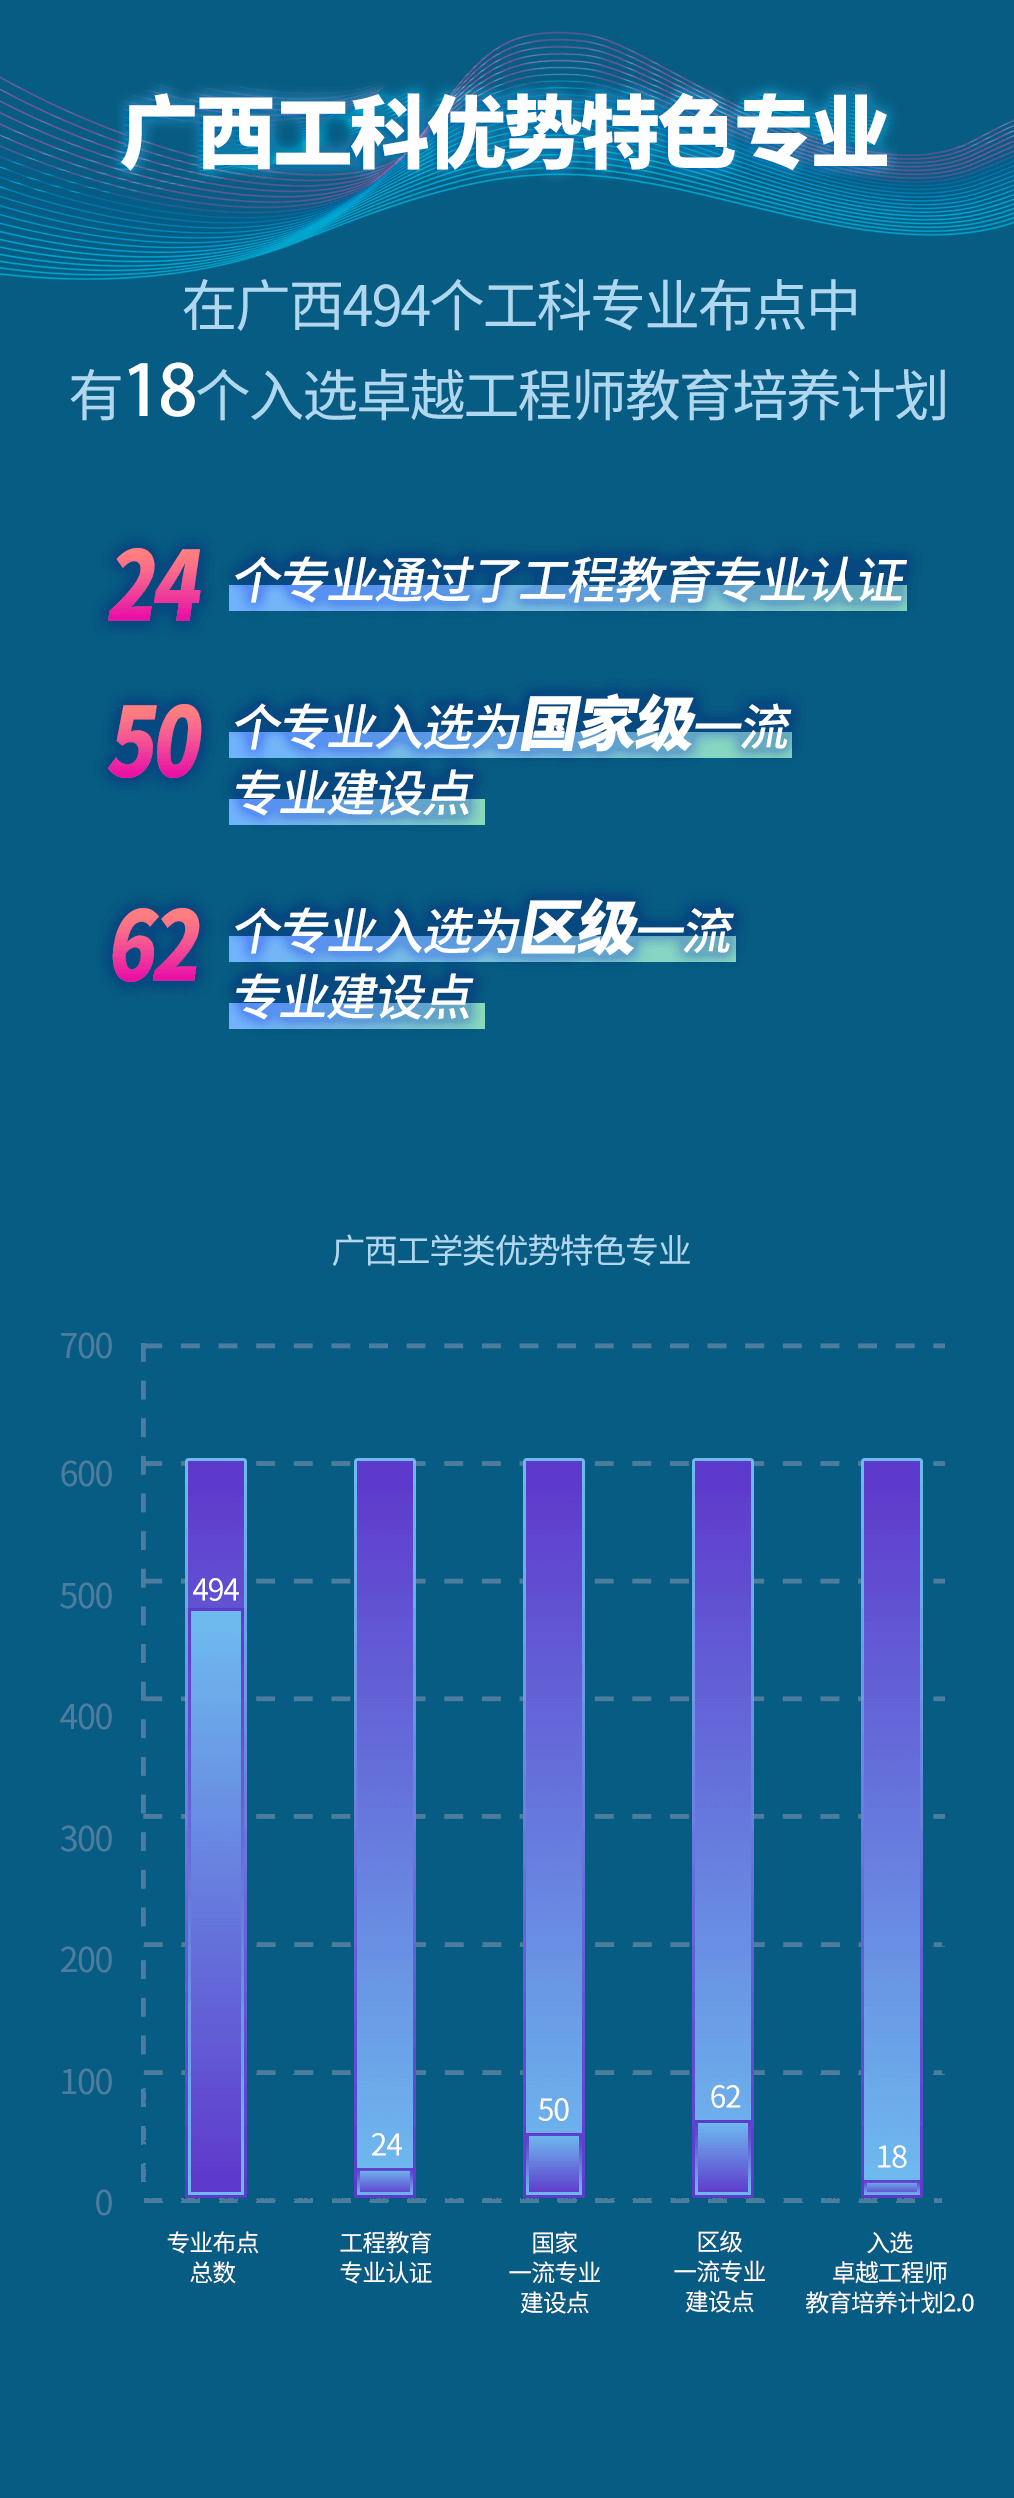 广西工科优势特色专业
在广西494个工科专业布点中
有18个入选卓越工程师教育培养计划
24 个专业通过了工程教育专业认证
50 个专业入选为国家级一流
专业建设点
62 个专业入选为区级一流
专业建设点
广西工学类优势特色专业
700
600
500
400
300
200
100
0
494
24
50
62
18
专业布点
总数
工程教育
专业认证
国家
一流专业
建设点
区级
一流专业
建设点
入选
卓越工程师
教育培养计划2.0